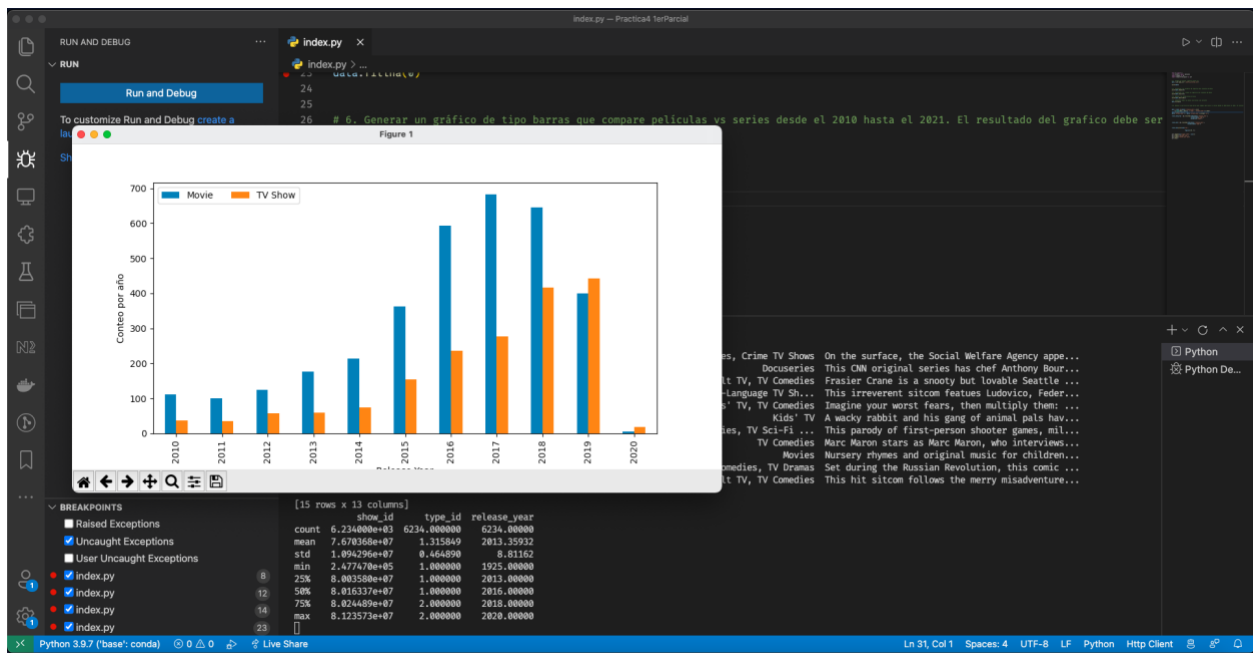 index.py — Practica4 1erParcial
RUN AND DEBUG
index.py
RUN
index.py > ...
Run and Debug
To customize Run and Debug create a
23 data.fillna(0)
24
25
26 # 6. Generar un gráfico de tipo barras que compare películas vs series desde el 2010 hasta el 2021. El resultado del grafico debe ser
Figure 1
Movie TV Show
700
600
500
400
300
200
100
0
Conteo por año
2010 2011 2012 2013 2014 2015 2016 2017 2018 2019 2020
Release Year
es, Crime TV Shows On the surface, the Social Welfare Agency appe...
Docuseries This CNN original series has chef Anthony Bour...
lt TV, TV Comedies Frasier Crane is a snooty but lovable Seattle ...
-Language TV Sh... This irreverent sitcom featues Ludovico, Feder...
s' TV, TV Comedies Imagine your worst fears, then multiply them: ...
Kids' TV A wacky rabbit and his gang of animal pals hav...
ies, TV Sci-Fi ... This parody of first-person shooter games, mil...
TV Comedies Marc Maron stars as Marc Maron, who interviews...
Movies Nursery rhymes and original music for children...
omedies, TV Dramas Set during the Russian Revolution, this comic ...
lt TV, TV Comedies This hit sitcom follows the merry misadventure...
Python
Python De...
[15 rows x 13 columns]
show_id type_id release_year
count 6.234000e+03 6234.000000 6234.00000
mean 7.670368e+07 1.315849 2013.35932
std 1.094296e+07 0.464890 8.81162
min 2.477470e+05 1.000000 1925.00000
25% 8.003580e+07 1.000000 2013.00000
50% 8.016337e+07 1.000000 2016.00000
75% 8.024489e+07 2.000000 2018.00000
max 8.123573e+07 2.000000 2020.00000
BREAKPOINTS
Raised Exceptions
Uncaught Exceptions
User Uncaught Exceptions
index.py 8
index.py 12
index.py 14
index.py 23
1
1
Python 3.9.7 ('base': conda) 0 0 Live Share
Ln 31, Col 1 Spaces: 4 UTF-8 LF Python Http Client